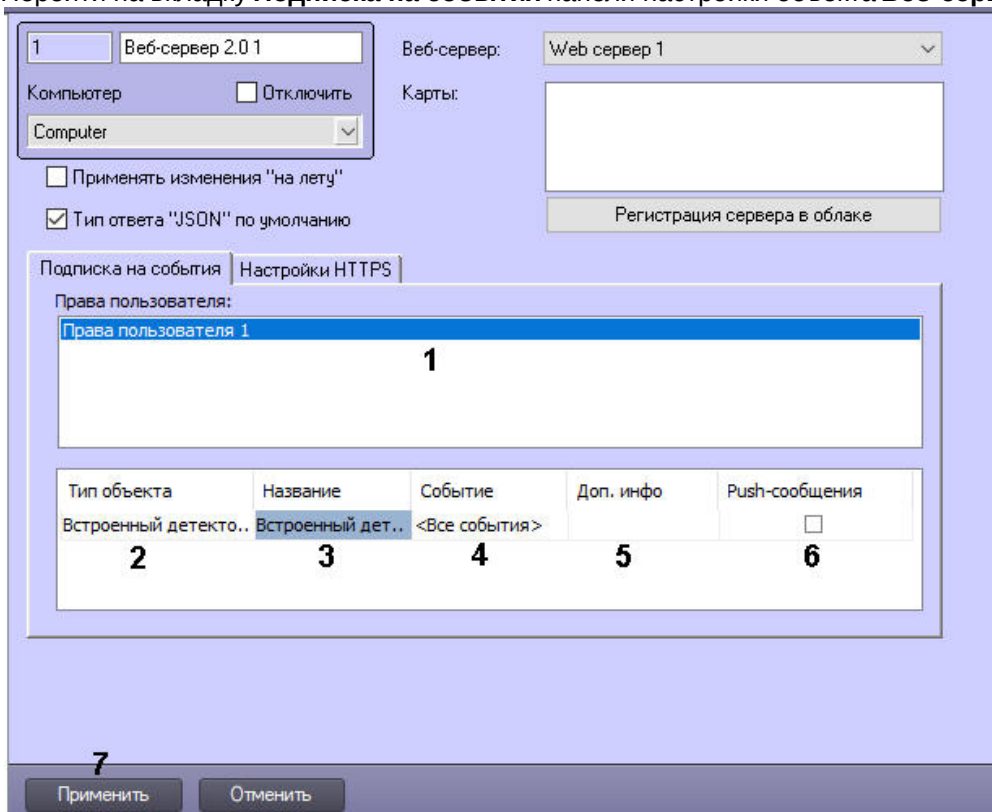 1 Веб-сервер 2.0 1 Веб-сервер: Web сервер 1
Компьютер Отключить Карты:
Computer
Применять изменения "на лету"
Тип ответа "JSON" по умолчанию Регистрация сервера в облаке
Подписка на события Настройки HTTPS
Права пользователя:
Права пользователя 1
1
Тип объекта Название Событие Доп. инфо Push-сообщения
Встроенный детекто.. Встроенный дет.. <Все события>
2 3 4 5 6
7
Применить Отменить